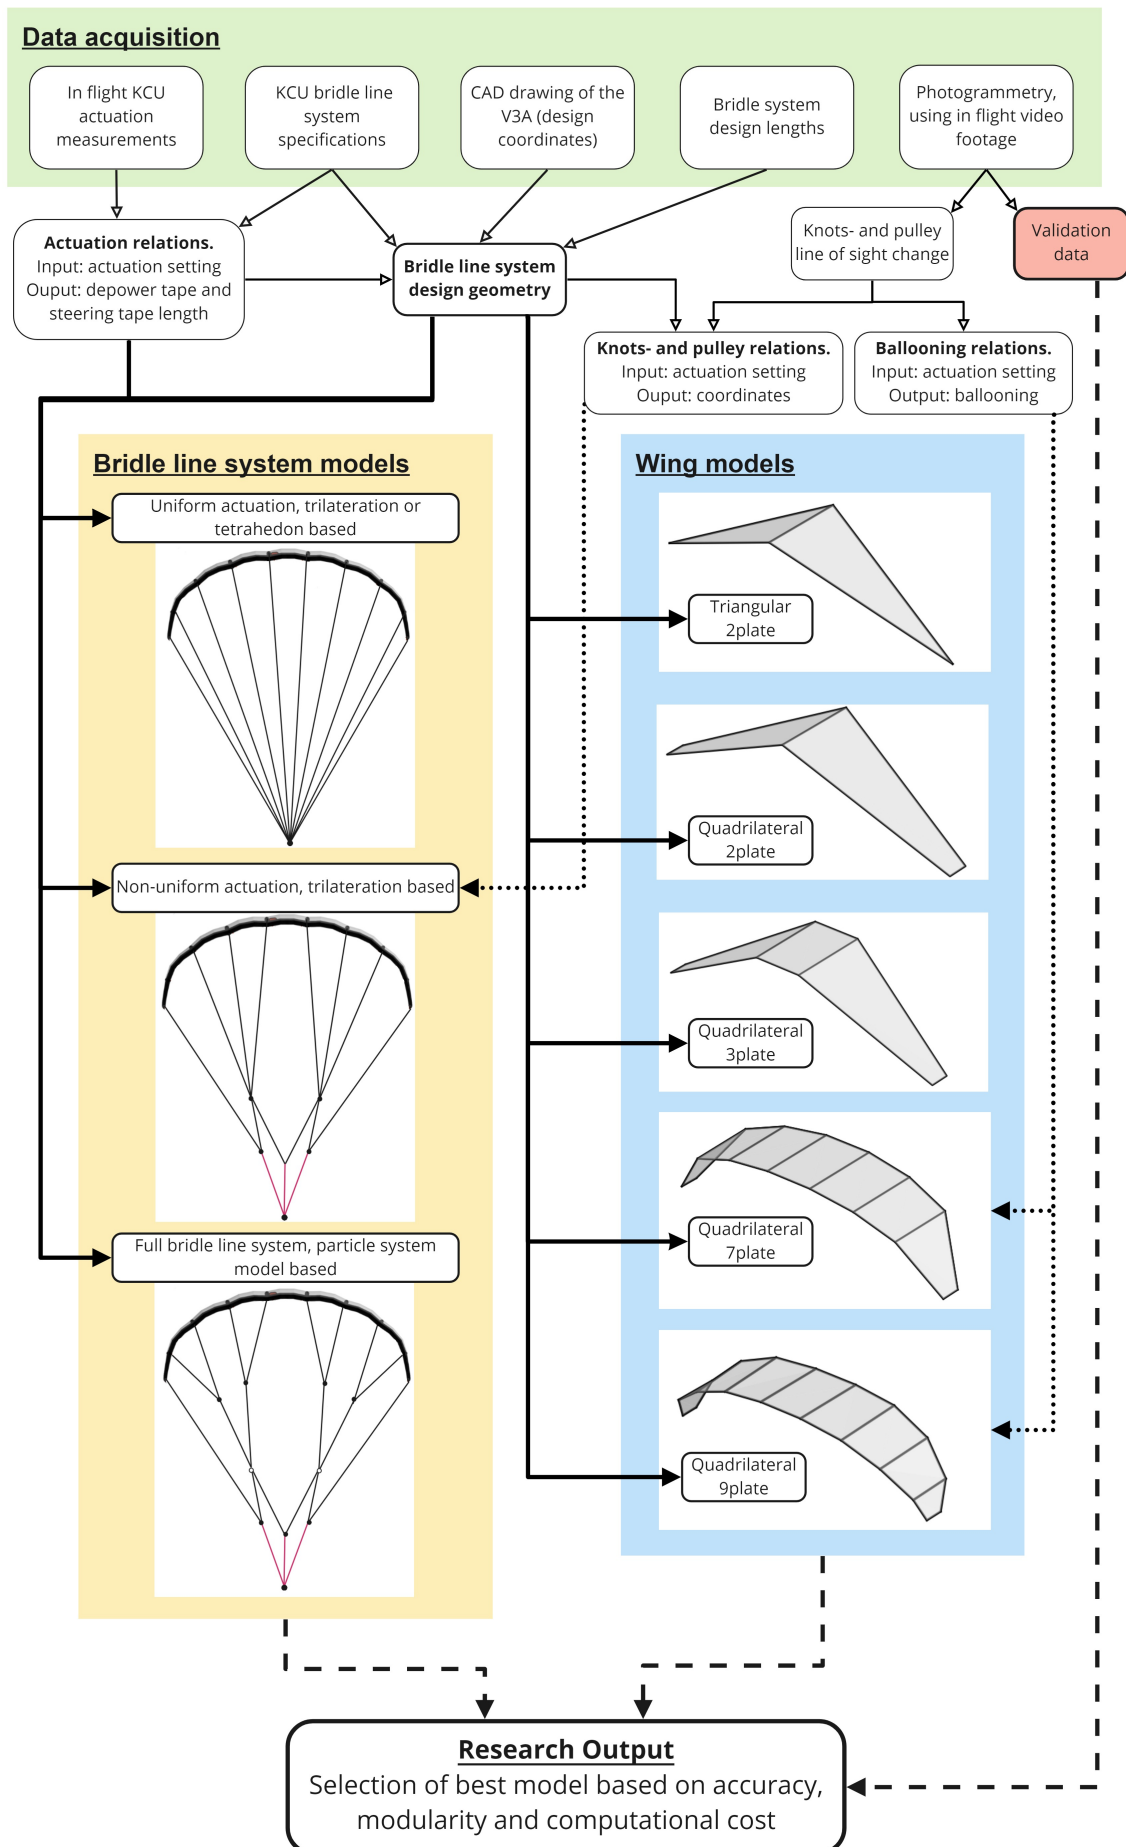 Data acquisition
In flight KCU
actuation
measurements
KCU bridle line
system
specifications
CAD drawing of the
V3A (design
coordinates)
Bridle system
design lengths
Photogrammetry,
using in flight video
footage
Actuation relations.
Input: actuation setting
Ouput: depower tape and
steering tape length
Bridle line system
design geometry
Knots- and pulley
line of sight change
Validation
data
Knots- and pulley relations.
Input: actuation setting
Ouput: coordinates
Ballooning relations.
Input: actuation setting
Output: ballooning
Bridle line system models
Uniform actuation, trilateration or
tetrahedon based
Non-uniform actuation, trilateration based
Full bridle line system, particle system
model based
Wing models
Triangular
2plate
Quadrilateral
2plate
Quadrilateral
3plate
Quadrilateral
7plate
Quadrilateral
9plate
Research Output
Selection of best model based on accuracy,
modularity and computational cost